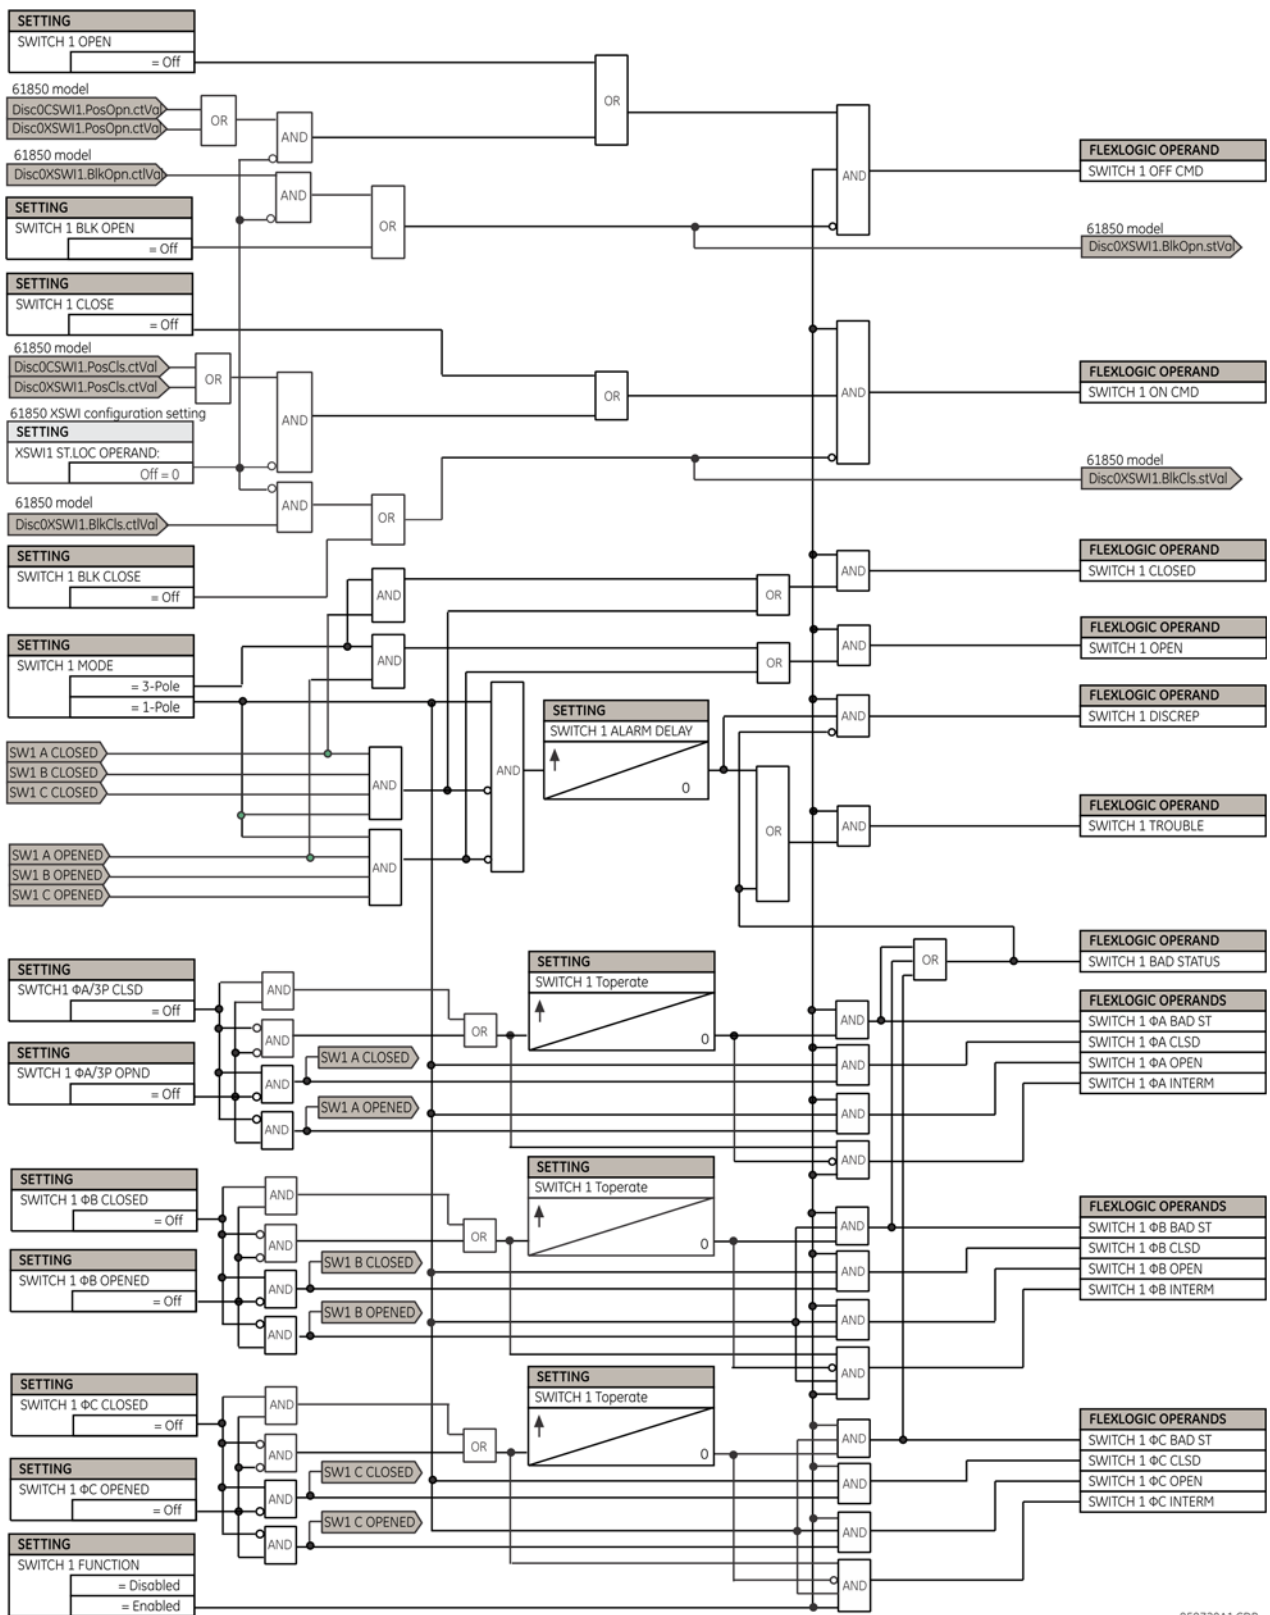 SETTING
SWITCH 1 OPEN
= Off
61850 model
Disc0CSWI1.PosOpn.ctVal
Disc0XSWI1.PosOpn.ctVal
OR
AND
OR
61850 model
Disc0XSWI1.BlkOpn.ctlVal
AND
SETTING
SWITCH 1 BLK OPEN
= Off
OR
AND
FLEXLOGIC OPERAND
SWITCH 1 OFF CMD
61850 model
Disc0XSWI1.BlkOpn.stVal
SETTING
SWITCH 1 CLOSE
= Off
61850 model
Disc0CSWI1.PosCls.ctVal
Disc0XSWI1.PosCls.ctVal
OR
AND
OR
AND
FLEXLOGIC OPERAND
SWITCH 1 ON CMD
61850 XSWI configuration setting
SETTING
XSWI1 ST.LOC OPERAND:
Off = 0
61850 model
Disc0XSWI1.BlkCls.stVal
61850 model
Disc0XSWI1.BlkCls.ctlVal
AND
OR
SETTING
SWITCH 1 BLK CLOSE
= Off
AND
OR
AND
FLEXLOGIC OPERAND
SWITCH 1 CLOSED
SETTING
SWITCH 1 MODE
= 3-Pole
= 1-Pole
AND
OR
AND
FLEXLOGIC OPERAND
SWITCH 1 OPEN
SETTING
SWITCH 1 ALARM DELAY
0
AND
FLEXLOGIC OPERAND
SWITCH 1 DISCREP
SW1 A CLOSED
SW1 B CLOSED
SW1 C CLOSED
AND
AND
OR
AND
FLEXLOGIC OPERAND
SWITCH 1 TROUBLE
SW1 A OPENED
SW1 B OPENED
SW1 C OPENED
AND
OR
FLEXLOGIC OPERAND
SWITCH 1 BAD STATUS
SETTING
SWTCH1 ΦA/3P CLSD
= Off
SETTING
SWTCH 1 ΦA/3P OPND
= Off
AND
AND
AND
AND
SW1 A CLOSED
SW1 A OPENED
OR
SETTING
SWITCH 1 Toperate
0
AND
AND
AND
AND
FLEXLOGIC OPERANDS
SWITCH 1 ΦA BAD ST
SWITCH 1 ΦA CLSD
SWITCH 1 ΦA OPEN
SWITCH 1 ΦA INTERM
SETTING
SWITCH 1 ΦB CLOSED
= Off
SETTING
SWITCH 1 ΦB OPENED
= Off
AND
AND
AND
AND
SW1 B CLOSED
SW1 B OPENED
OR
SETTING
SWITCH 1 Toperate
0
AND
AND
AND
AND
FLEXLOGIC OPERANDS
SWITCH 1 ΦB BAD ST
SWITCH 1 ΦB CLSD
SWITCH 1 ΦB OPEN
SWITCH 1 ΦB INTERM
SETTING
SWITCH 1 ΦC CLOSED
= Off
SETTING
SWITCH 1 ΦC OPENED
= Off
AND
AND
AND
AND
SW1 C CLOSED
SW1 C OPENED
OR
SETTING
SWITCH 1 Toperate
0
AND
AND
AND
AND
FLEXLOGIC OPERANDS
SWITCH 1 ΦC BAD ST
SWITCH 1 ΦC CLSD
SWITCH 1 ΦC OPEN
SWITCH 1 ΦC INTERM
SETTING
SWITCH 1 FUNCTION
= Disabled
= Enabled